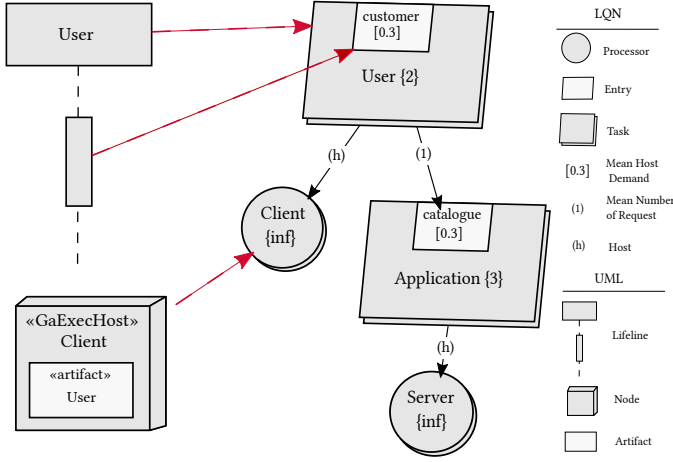 User
customer
[0.3]
User {2}
(h)
(1)
Client
{inf}
catalogue
[0.3]
Application {3}
(h)
Server
{inf}
«GaExecHost»
Client
«artifact»
User
LQN
Processor
Entry
Task
[0.3]
Mean Host
Demand
(1)
Mean Number
of Request
(h)
Host
UML
Lifeline
Node
Artifact